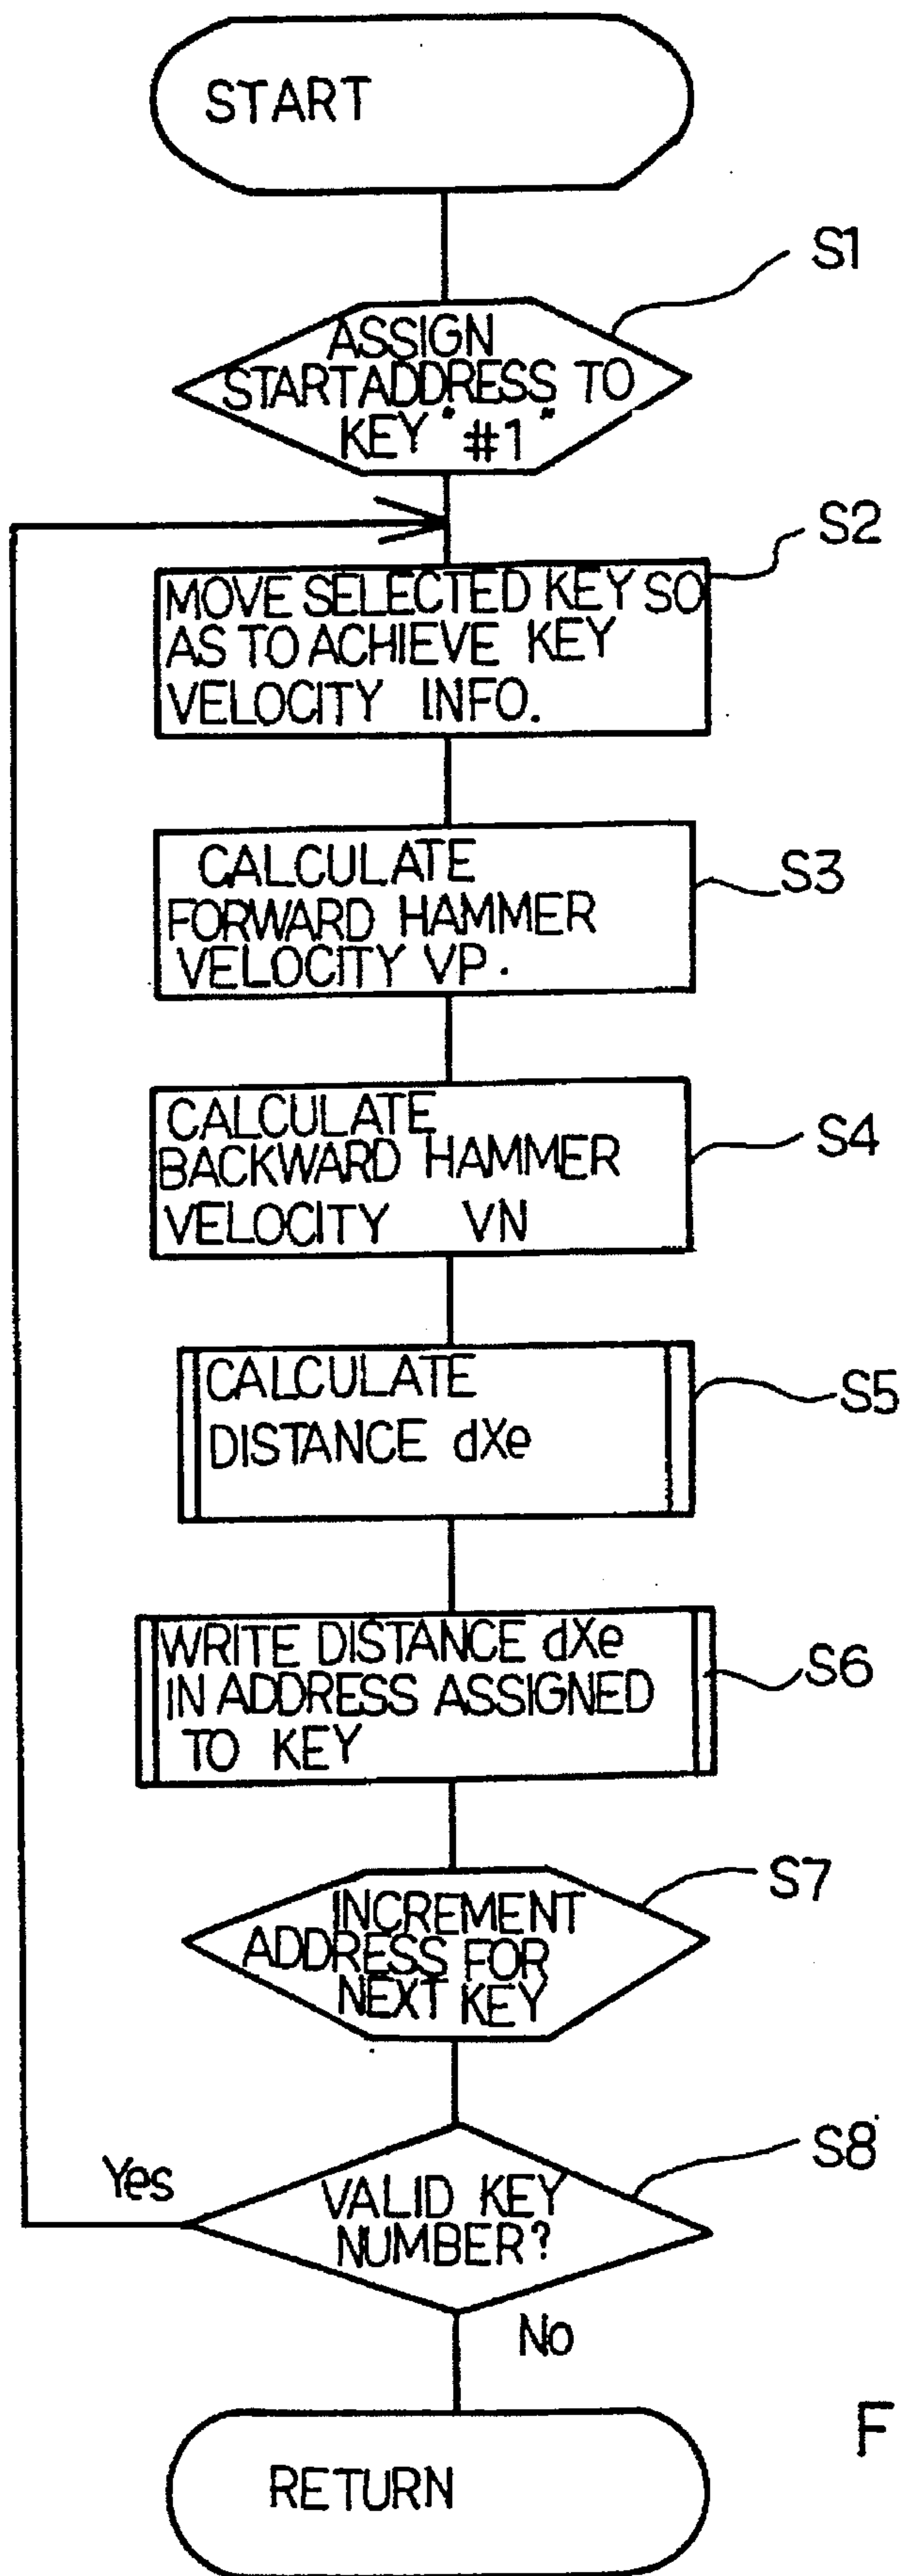 START
S1
ASSIGN
START ADDRESS TO
KEY "#1"
S2
MOVE SELECTED KEY SO
AS TO ACHIEVE KEY
VELOCITY INFO.
CALCULATE
FORWARD HAMMER
VELOCITY VP.
S3
CALCULATE
BACKWARD HAMMER
VELOCITY VN
S4
CALCULATE
DISTANCE dXe
S5
WRITE DISTANCE dXe
IN ADDRESS ASSIGNED
TO KEY
S6
INCREMENT
ADDRESS FOR
NEXT KEY
S7
S8
Yes
VALID KEY
NUMBER?
No
F
RETURN